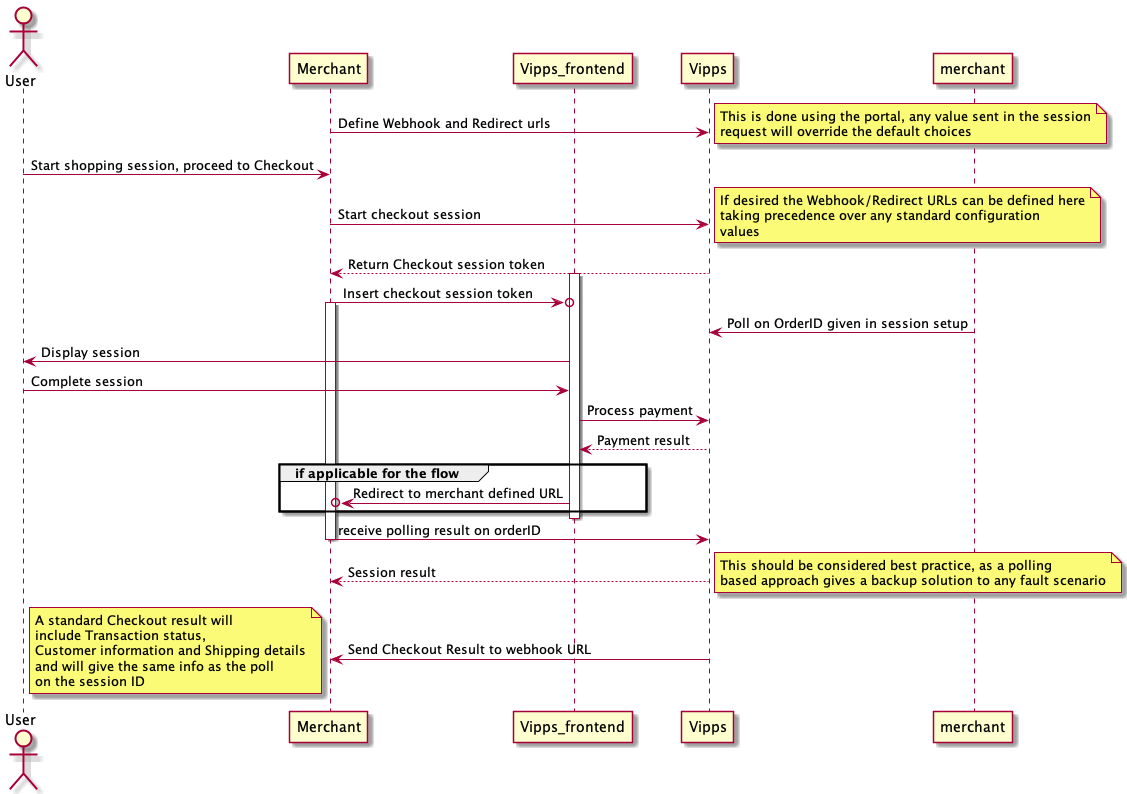 User
Merchant
Vipps_frontend
Vipps
merchant
Define Webhook and Redirect urls
This is done using the portal, any value sent in the session
request will override the default choices
Start shopping session, proceed to Checkout
Start checkout session
If desired the Webhook/Redirect URLs can be defined here
taking precedence over any standard configuration
values
Return Checkout session token
Insert checkout session token
Poll on OrderID given in session setup
Display session
Complete session
Process payment
Payment result
if applicable for the flow
Redirect to merchant defined URL
receive polling result on orderID
Session result
This should be considered best practice, as a polling
based approach gives a backup solution to any fault scenario
A standard Checkout result will
include Transaction status,
Customer information and Shipping details
and will give the same info as the poll
on the session ID
Send Checkout Result to webhook URL
User
Merchant
Vipps_frontend
Vipps
merchant